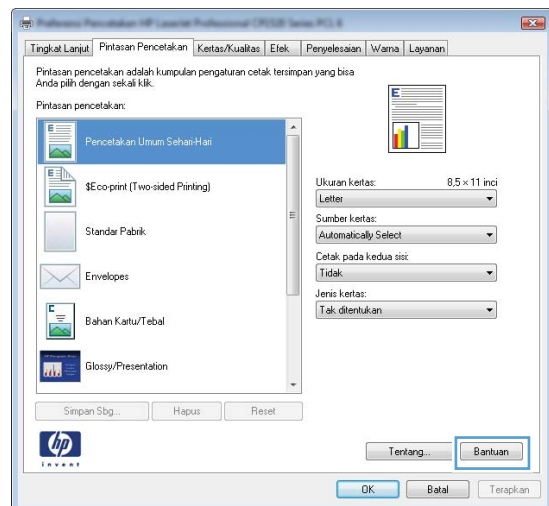 Tingkat Lanjut Pintasan Pencetakan Kertas/Kualitas Efek Penyelesaian Warna Layanan
Pintasan pencetakan adalah kumpulan pengaturan cetak tersimpan yang bisa
Anda pilih dengan sekali klik.
Pintasan pencetakan:
Pencetakan Umum Sehari-Hari
$Eco-print (Two-sided Printing)
Standar Pabrik
Envelopes
Bahan Kartu/Tebal
Glossy/Presentation
Simpan Sbg... Hapus Reset
E
Ukuran kertas: 8,5 × 11 inci
Letter
Sumber kertas:
Automatically Select
Cetak pada kedua sisi:
Tidak
Jenis kertas:
Tak ditentukan
hp
invent
Tentang... Bantuan
OK Batal Terapkan